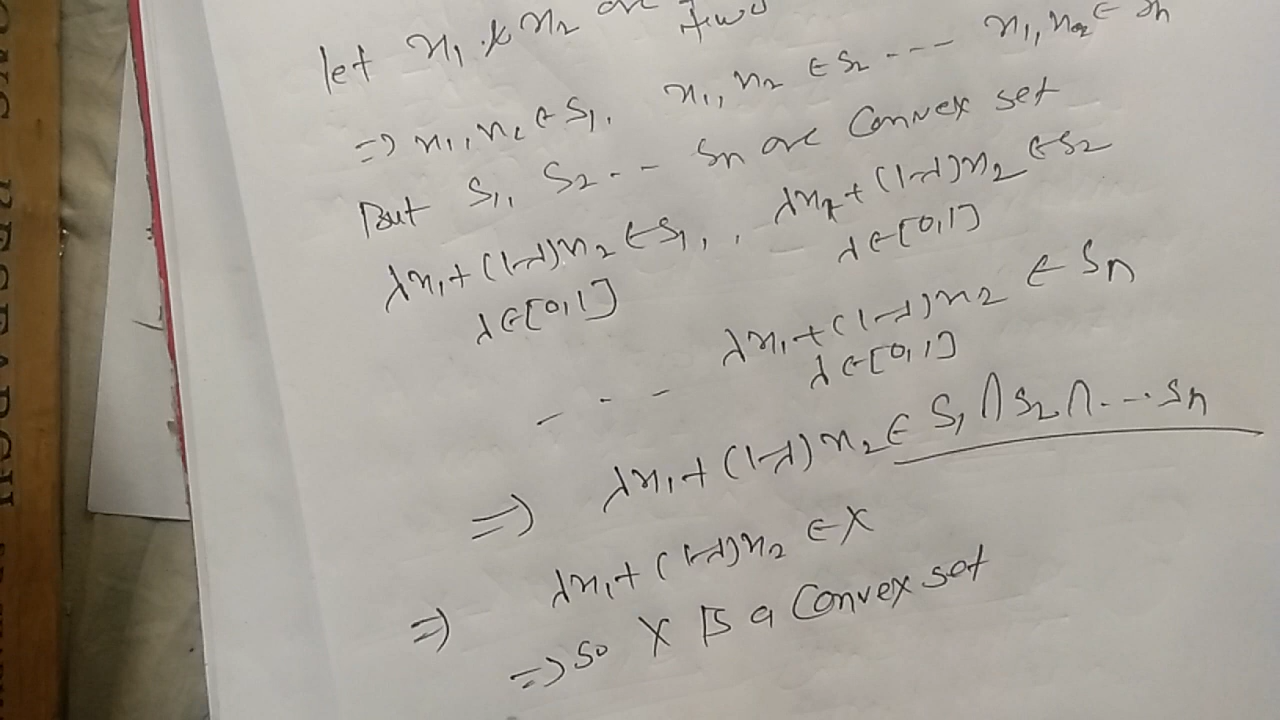 let x₁ & x₂ are two
=> x₁, x₂ ∈ S₁, x₁, x₂ ∈ S₂ --- x₁, x₂ ∈ Sn
But S₁, S₂ -- Sn are Convex set
λx₁ + (1-λ)x₂ ∈ S₁, , λx₁ + (1-λ)x₂ ∈ S₂
λ ∈ [0,1] λ ∈ [0,1]
- - - λx₁ + (1-λ)x₂ ∈ Sn
λ ∈ [0,1]
=> λx₁ + (1-λ)x₂ ∈ S₁ ∩ S₂ ∩ ---- Sn
=> λx₁ + (1-λ)x₂ ∈ X
=> So X is a Convex set